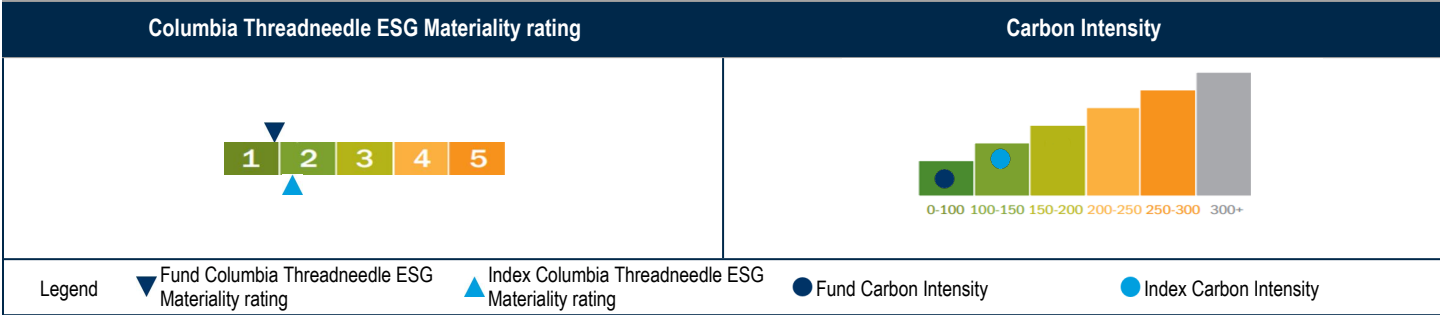 Columbia Threadneedle ESG Materiality rating
Carbon Intensity
1 2 3 4 5
0-100 100-150 150-200 200-250 250-300 300+
Legend
Fund Columbia Threadneedle ESG
Materiality rating
Index Columbia Threadneedle ESG
Materiality rating
Fund Carbon Intensity
Index Carbon Intensity